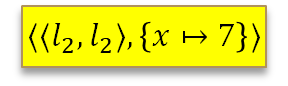 ⟨⟨l₂, l₂⟩, {x ↦ 7}⟩